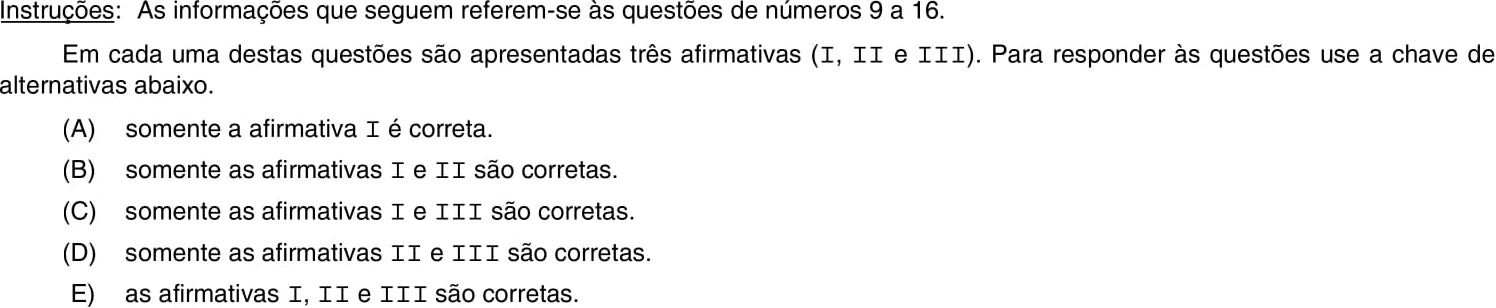 Instruções: As informações que seguem referem-se às questões de números 9 a 16.
Em cada uma destas questões são apresentadas três afirmativas (I, II e III). Para responder às questões use a chave de
alternativas abaixo.
(A) somente a afirmativa I é correta.
(B) somente as afirmativas I e II são corretas.
(C) somente as afirmativas I e III são corretas.
(D) somente as afirmativas II e III são corretas.
E) as afirmativas I, II e III são corretas.